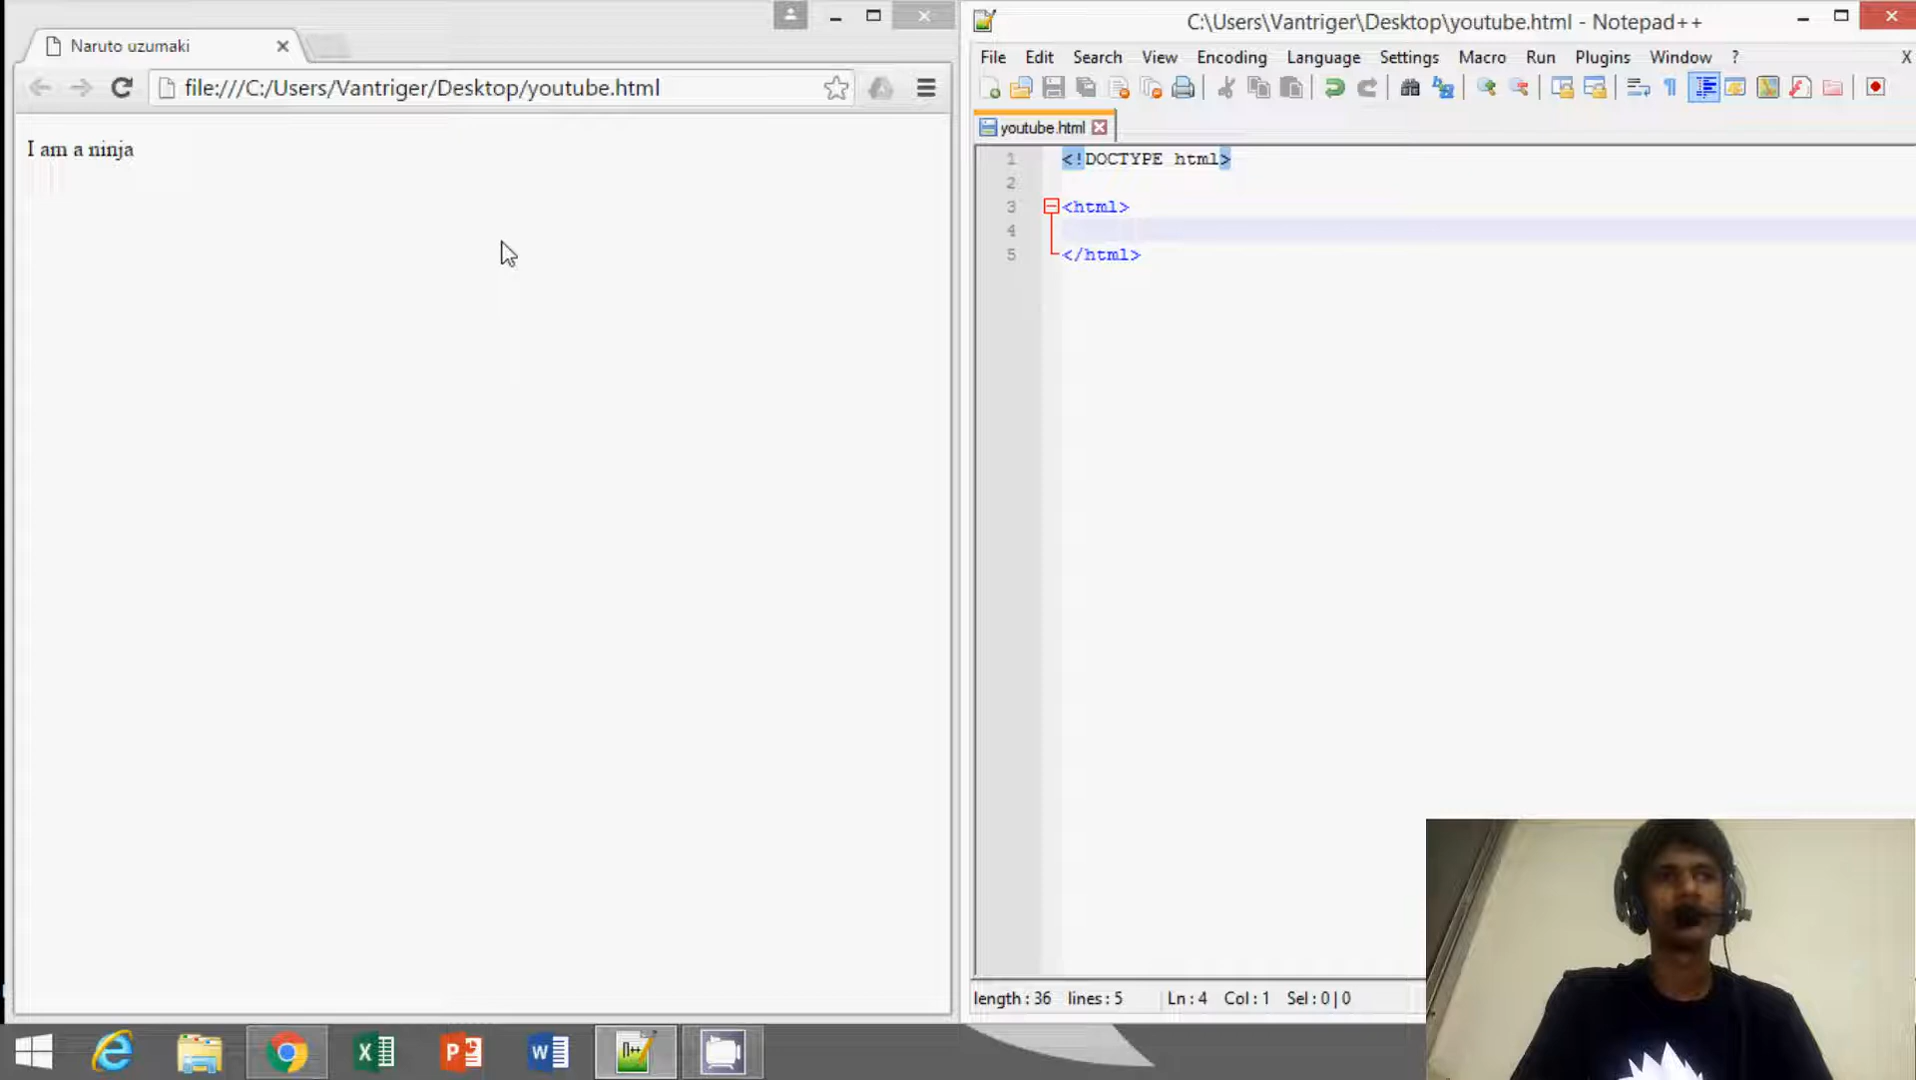 Naruto uzumaki
file:///C:/Users/Vantriger/Desktop/youtube.html
I am a ninja
C:\Users\Vantriger\Desktop\youtube.html - Notepad++
File Edit Search View Encoding Language Settings Macro Run Plugins Window ? X
youtube.html
1 <!DOCTYPE html>
2
3 <html>
4
5 </html>
length : 36 lines : 5 Ln : 4 Col : 1 Sel : 0 | 0